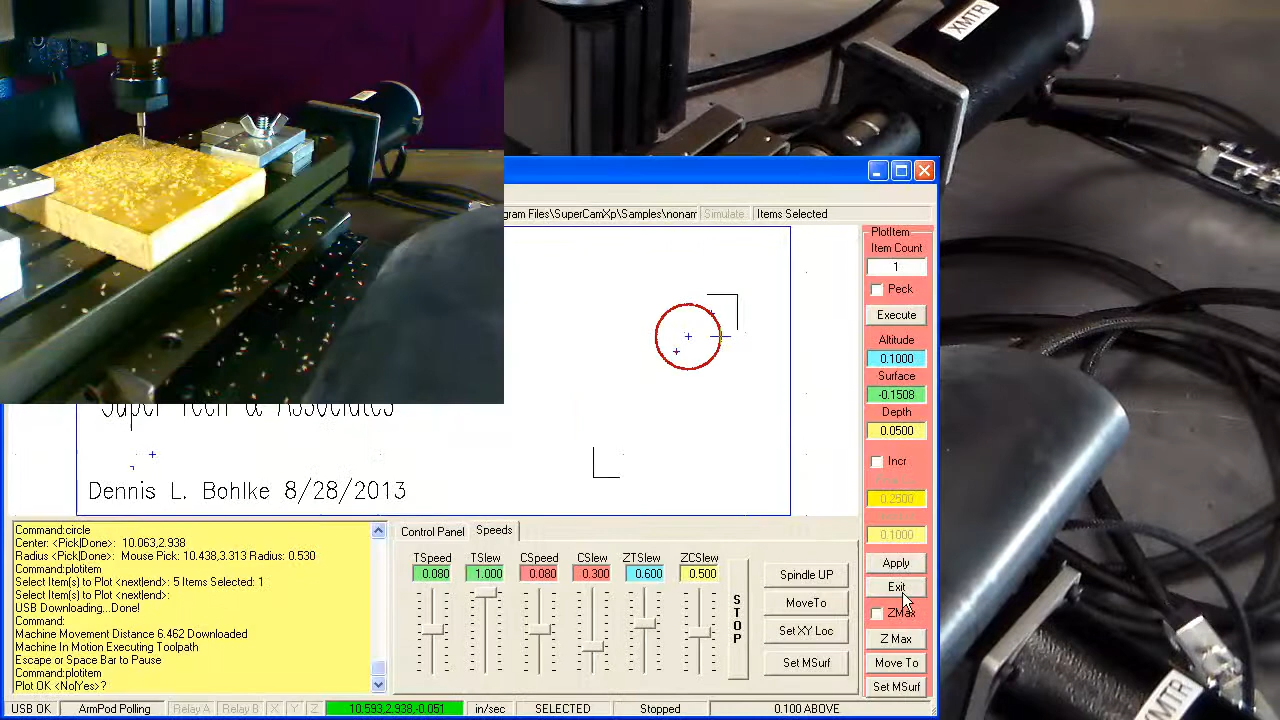 XMTR
gram Files\SuperCamXp\Samples\nonam
Simulate
Items Selected
PlotItem
Item Count
1
Peck
Execute
Altitude
0.1000
Surface
-0.1508
Depth
0.0500
Incr
0.2500
0.1000
Apply
Exit
ZMax
Z Max
Move To
Set MSurf
Super Tech & Associates
Dennis L. Bohlke 8/28/2013
Command:circle
Center <Pick|Done>: 10.063,2.9
Radius <Pick|Done>: Mouse Pick: 10.438,3.313 Radius: 0.530
Command:plotitem
Select Item(s) to Plot <next|end>: 5 Items Selected: 1
Select Item(s) to Plot <next|end>:
USB Downloading...Done!
Command:
Machine Movement Distance 6.462 Downloaded
Machine In Motion Executing Toolpath
Escape or Space Bar to Pause
Command:plotitem
Plot OK <No|Yes>?
Control Panel
Speeds
TSpeed TSlew CSpeed CSlew ZTSlew ZCSlew
0.080 1.000 0.080 0.300 0.600 0.500
STOP
Spindle UP
MoveTo
Set XY Loc
Set MSurf
XMTR
USB OK ArmPod Polling Relay A Relay B X Y Z 10.593,2.938,-0.051 in/sec SELECTED Stopped 0.100 ABOVE